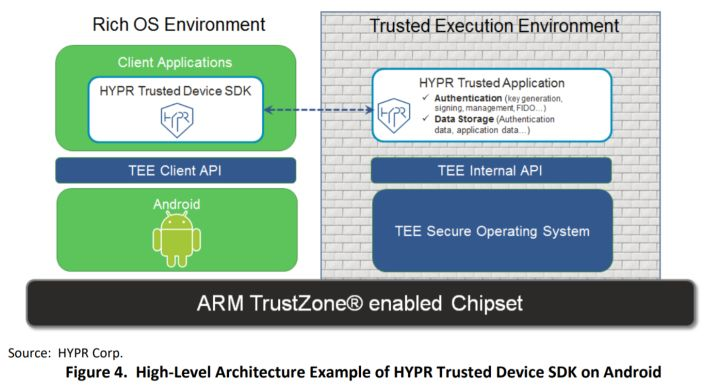 Rich OS Environment
Trusted Execution Environment
Client Applications
HYPR Trusted Device SDK
HYPR
HYPR Trusted Application
HYPR
✓ Authentication (key generation,
signing, management, FIDO…)
✓ Data Storage (Authentication
data, application data…)
TEE Client API
TEE Internal API
Android
TEE Secure Operating System
ARM TrustZone® enabled Chipset
Source: HYPR Corp.
Figure 4. High-Level Architecture Example of HYPR Trusted Device SDK on Android